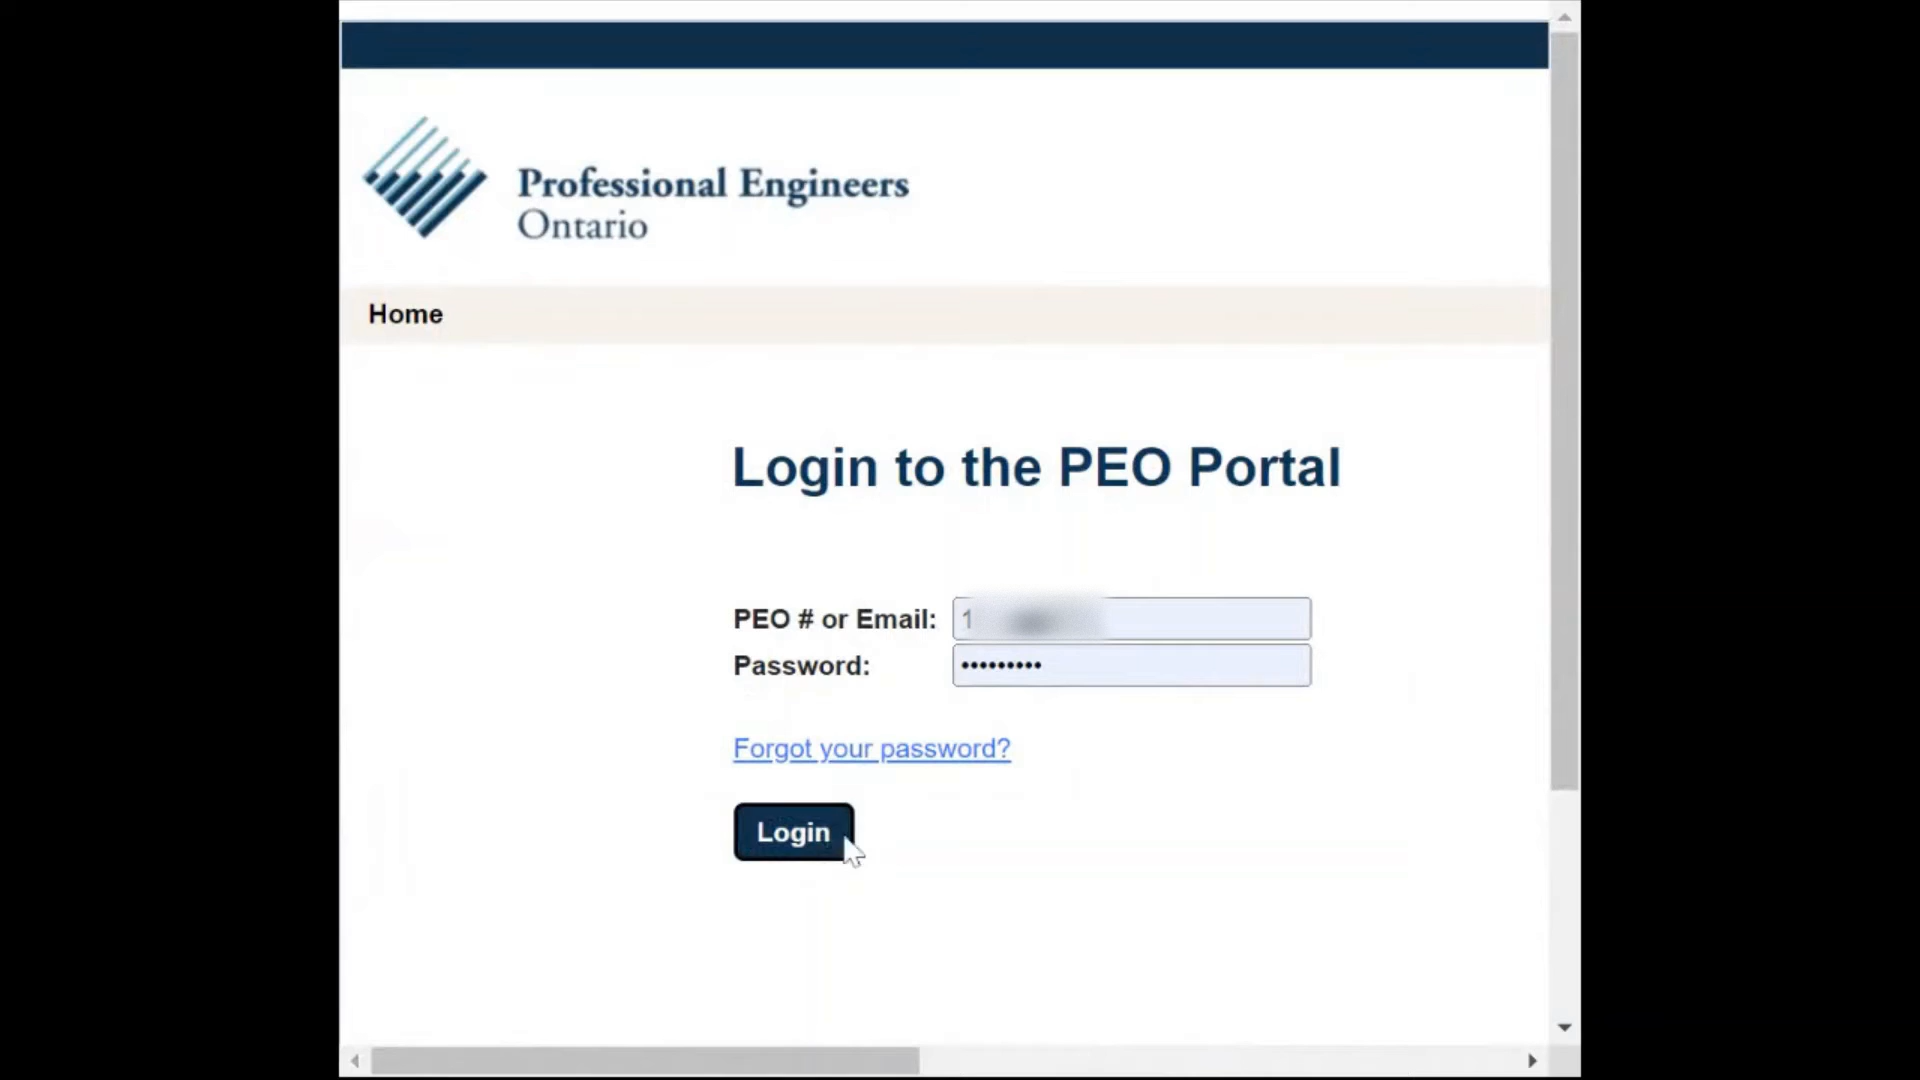 Professional Engineers
Ontario
Home
Login to the PEO Portal
PEO # or Email: 1
Password: •••••••••
Forgot your password?
Login